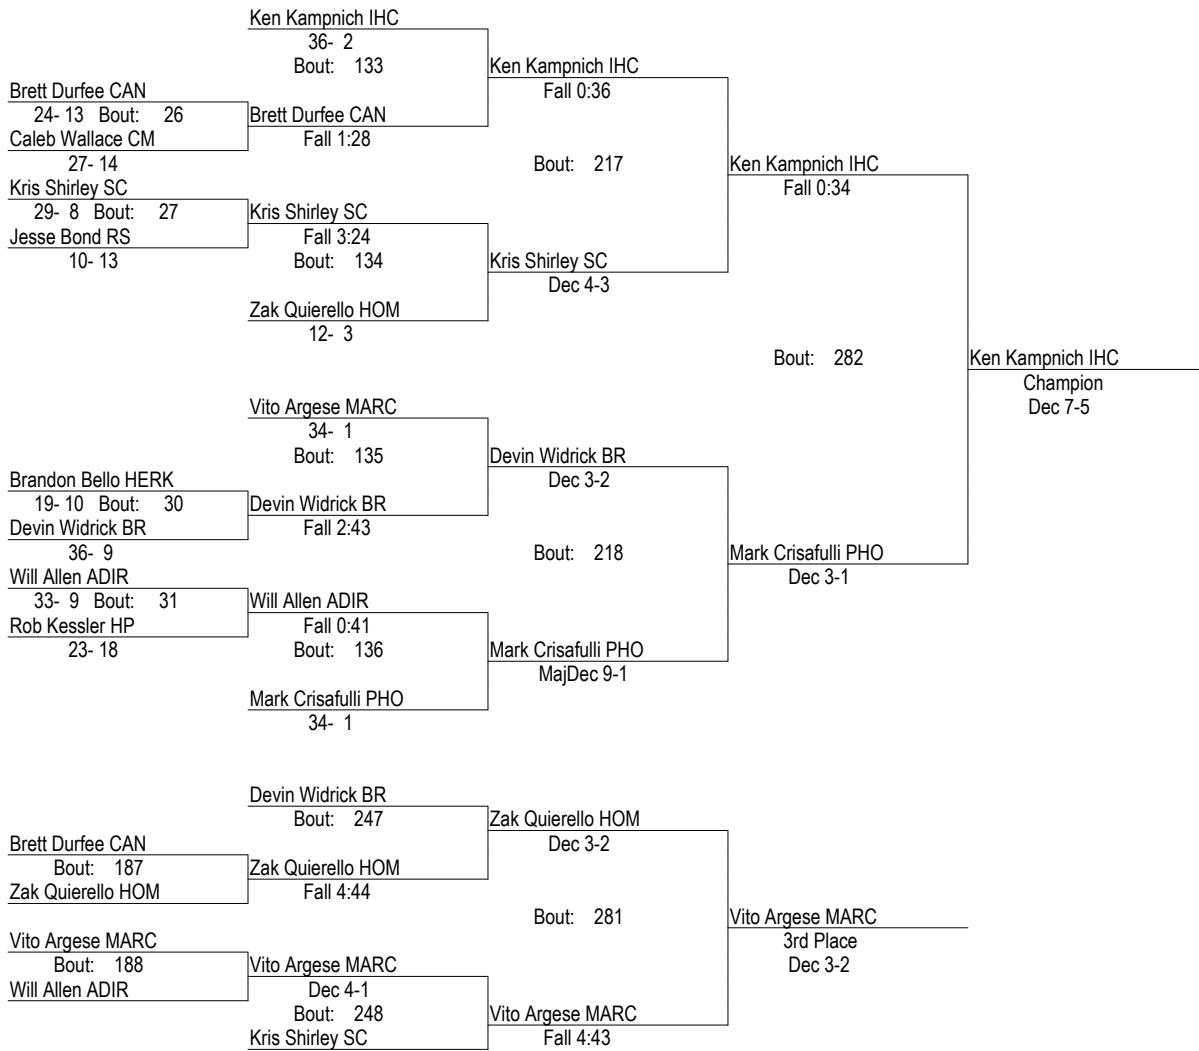 Ken Kampnich IHC
36- 2
Bout: 133
Ken Kampnich IHC
Fall 0:36
Brett Durfee CAN
24- 13 Bout: 26
Brett Durfee CAN
Fall 1:28
Caleb Wallace CM
27- 14
Bout: 217
Ken Kampnich IHC
Fall 0:34
Kris Shirley SC
29- 8 Bout: 27
Kris Shirley SC
Fall 3:24
Jesse Bond RS
10- 13
Bout: 134
Kris Shirley SC
Dec 4-3
Zak Quierello HOM
12- 3
Bout: 282
Ken Kampnich IHC
Champion
Dec 7-5
Vito Argese MARC
34- 1
Bout: 135
Devin Widrick BR
Dec 3-2
Brandon Bello HERK
19- 10 Bout: 30
Devin Widrick BR
Fall 2:43
Devin Widrick BR
36- 9
Bout: 218
Mark Crisafulli PHO
Dec 3-1
Will Allen ADIR
33- 9 Bout: 31
Will Allen ADIR
Fall 0:41
Rob Kessler HP
23- 18
Bout: 136
Mark Crisafulli PHO
MajDec 9-1
Mark Crisafulli PHO
34- 1
Devin Widrick BR
Bout: 247
Zak Quierello HOM
Dec 3-2
Brett Durfee CAN
Bout: 187
Zak Quierello HOM
Fall 4:44
Zak Quierello HOM
Bout: 281
Vito Argese MARC
3rd Place
Dec 3-2
Vito Argese MARC
Bout: 188
Vito Argese MARC
Dec 4-1
Will Allen ADIR
Bout: 248
Vito Argese MARC
Fall 4:43
Kris Shirley SC